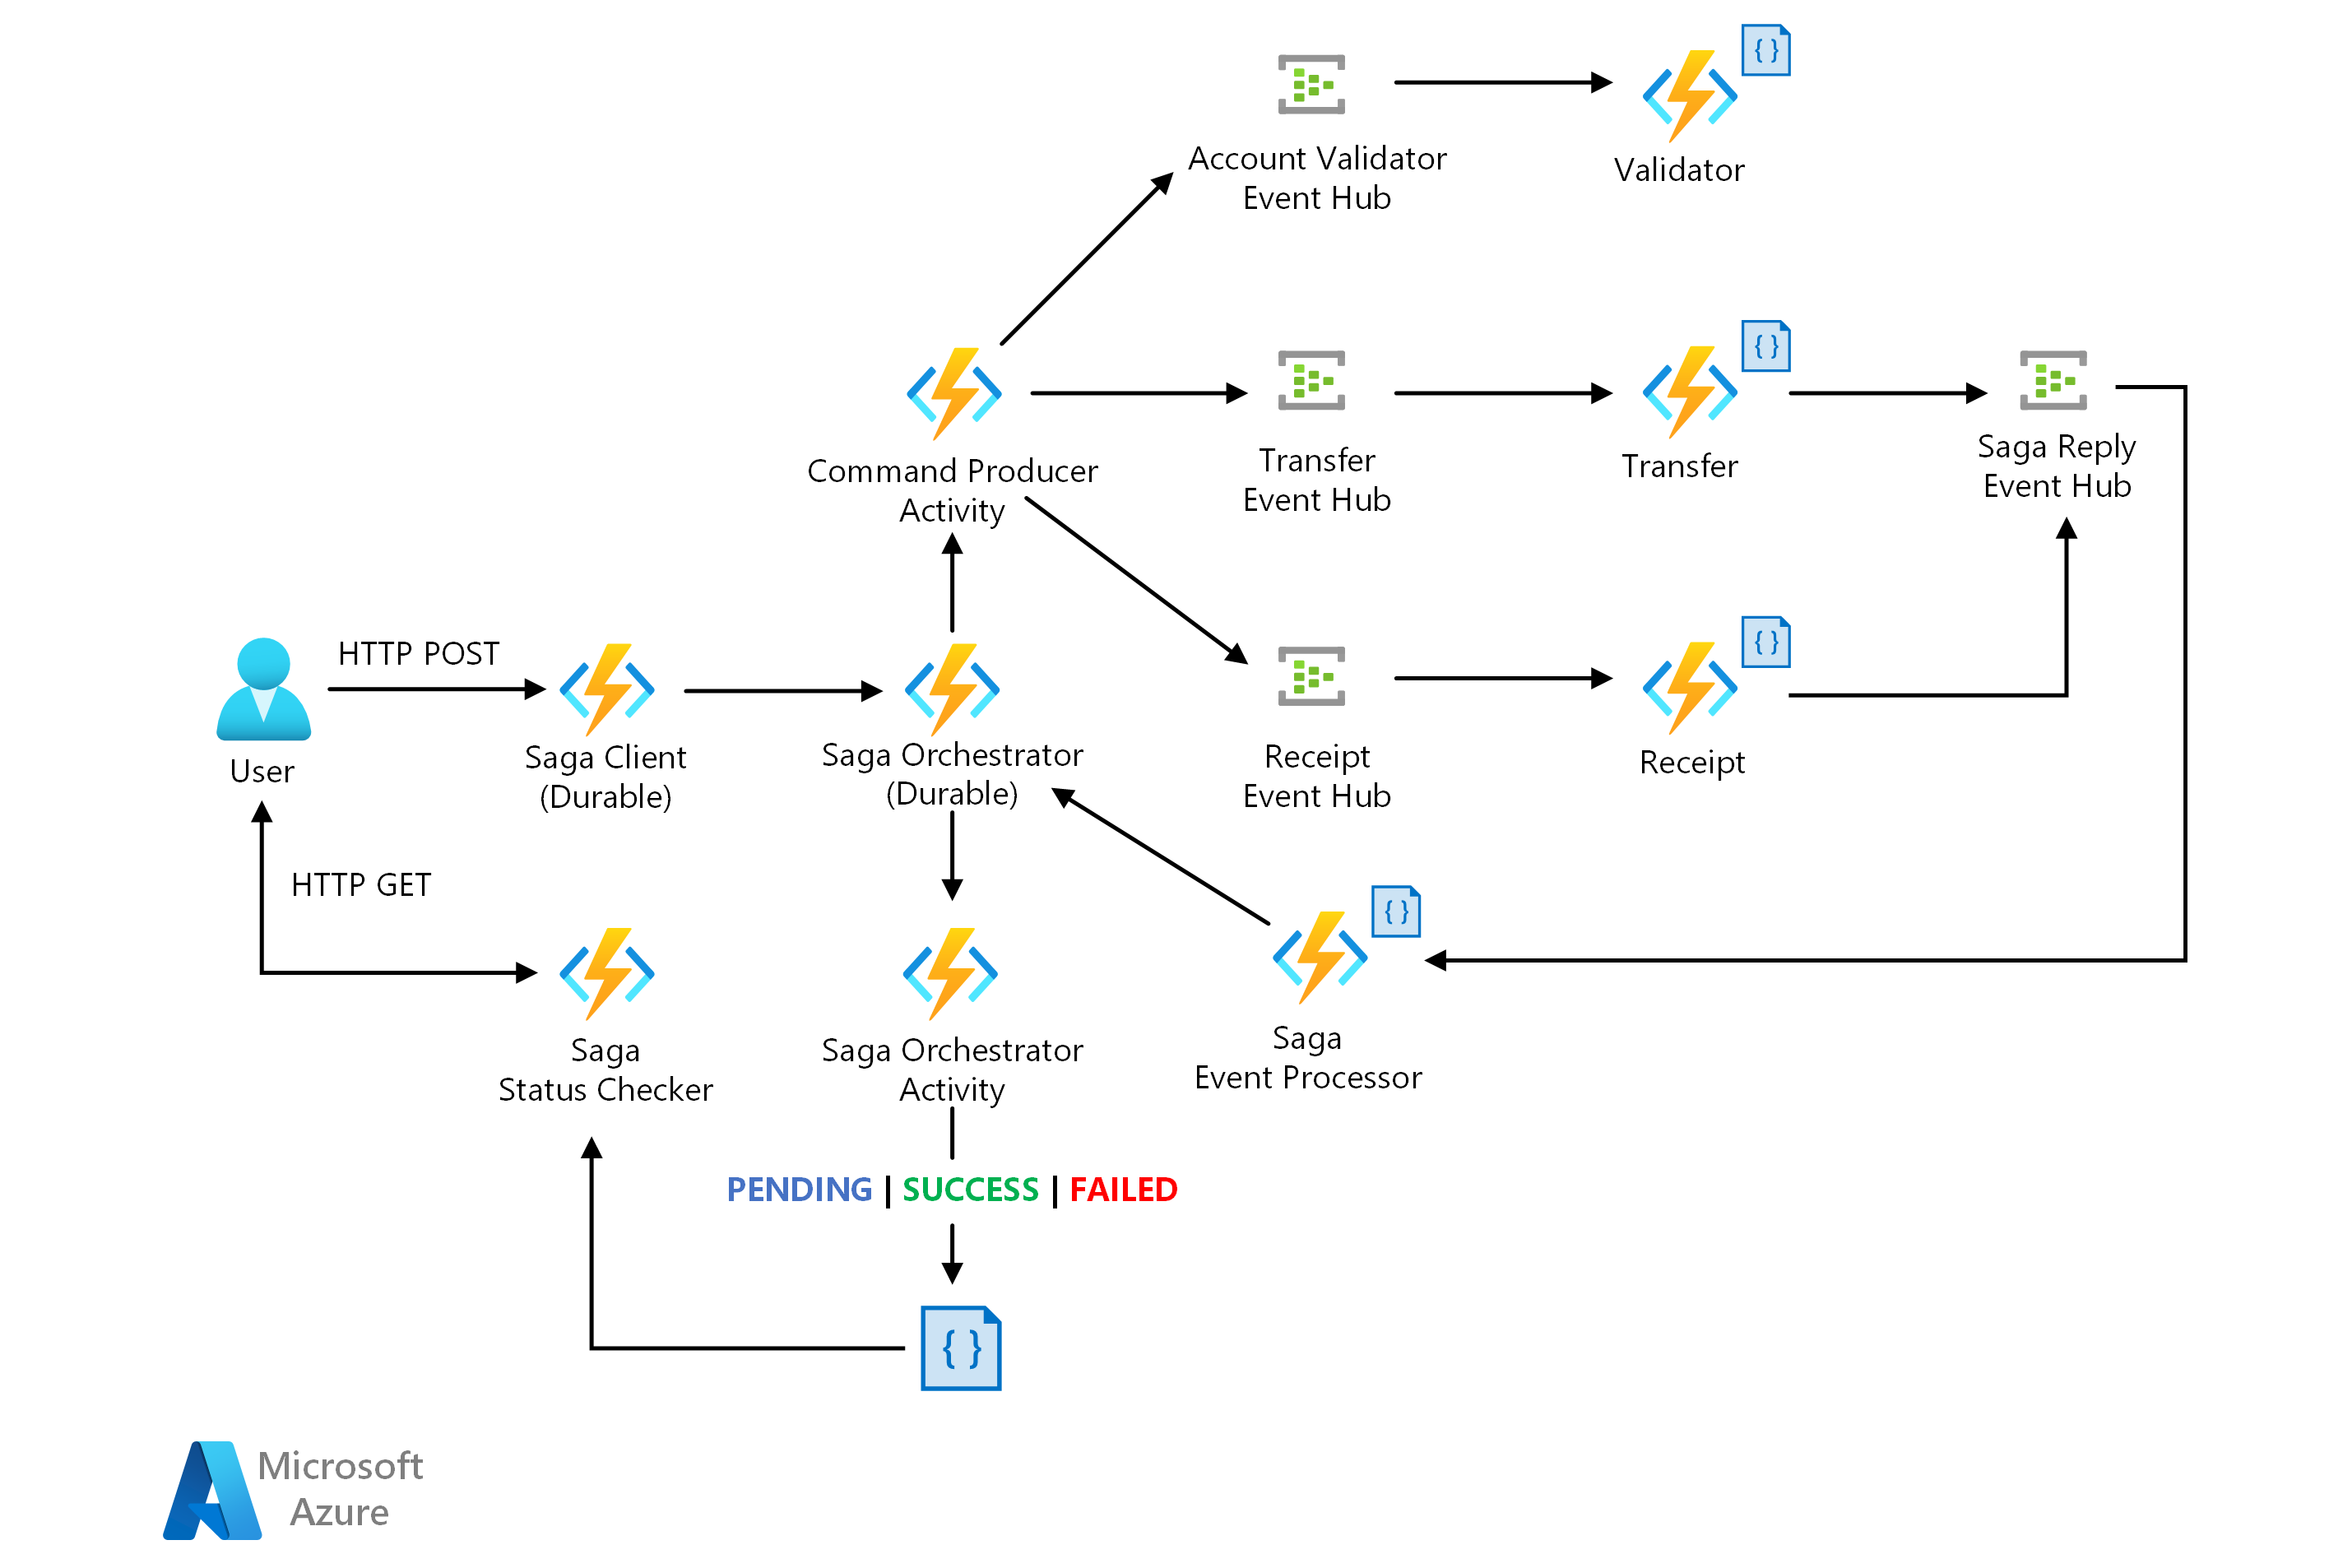 Account Validator
Event Hub
Validator
Command Producer
Activity
Transfer
Event Hub
Transfer
Saga Reply
Event Hub
HTTP POST
User
Saga Client
(Durable)
Saga Orchestrator
(Durable)
Receipt
Event Hub
Receipt
HTTP GET
Saga
Status Checker
Saga Orchestrator
Activity
Saga
Event Processor
PENDING | SUCCESS | FAILED
Microsoft
Azure